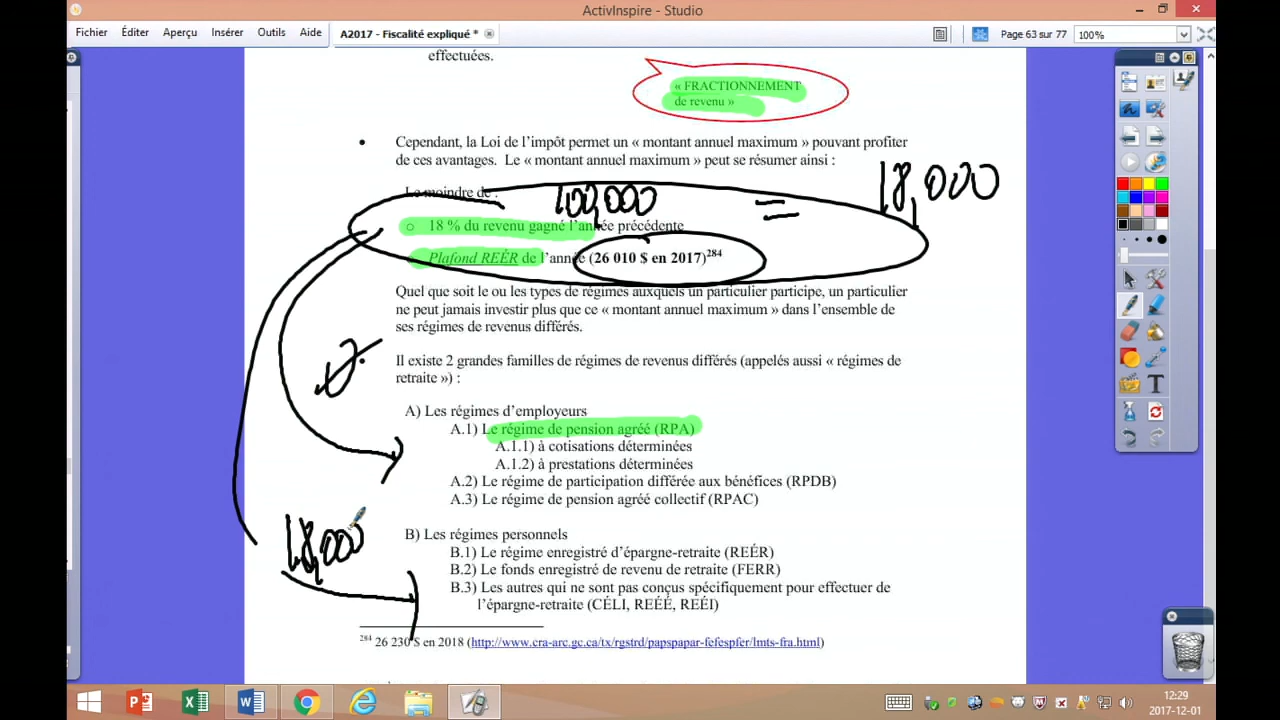 ActivInspire - Studio
Fichier Éditer Aperçu Insérer Outils Aide A2017 - Fiscalité expliqué * Page 63 sur 77 100%
effectuées.
« FRACTIONNEMENT
de revenu »
• Cependant, la Loi de l'impôt permet un « montant annuel maximum » pouvant profiter
de ces avantages. Le « montant annuel maximum » peut se résumer ainsi :
18,000
Le moindre de :
100,000 =
o 18 % du revenu gagné l'année précédente
Plafond REÉR de l'année (26 010 $ en 2017)284
Quel que soit le ou les types de régimes auxquels un particulier participe, un particulier
ne peut jamais investir plus que ce « montant annuel maximum » dans l'ensemble de
ses régimes de revenus différés.
• Il existe 2 grandes familles de régimes de revenus différés (appelés aussi « régimes de
retraite ») :
A) Les régimes d'employeurs
A.1) Le régime de pension agréé (RPA)
A.1.1) à cotisations déterminées
A.1.2) à prestations déterminées
A.2) Le régime de participation différée aux bénéfices (RPDB)
A.3) Le régime de pension agréé collectif (RPAC)
18,000
B) Les régimes personnels
B.1) Le régime enregistré d'épargne-retraite (REÉR)
B.2) Le fonds enregistré de revenu de retraite (FERR)
B.3) Les autres qui ne sont pas conçus spécifiquement pour effectuer de
l'épargne-retraite (CÉLI, REÉÉ, REÉI)
284 26 230 $ en 2018 (http://www.cra-arc.gc.ca/tx/rgstrd/papspapar-fefespfer/lmts-fra.html)
12:29
2017-12-01